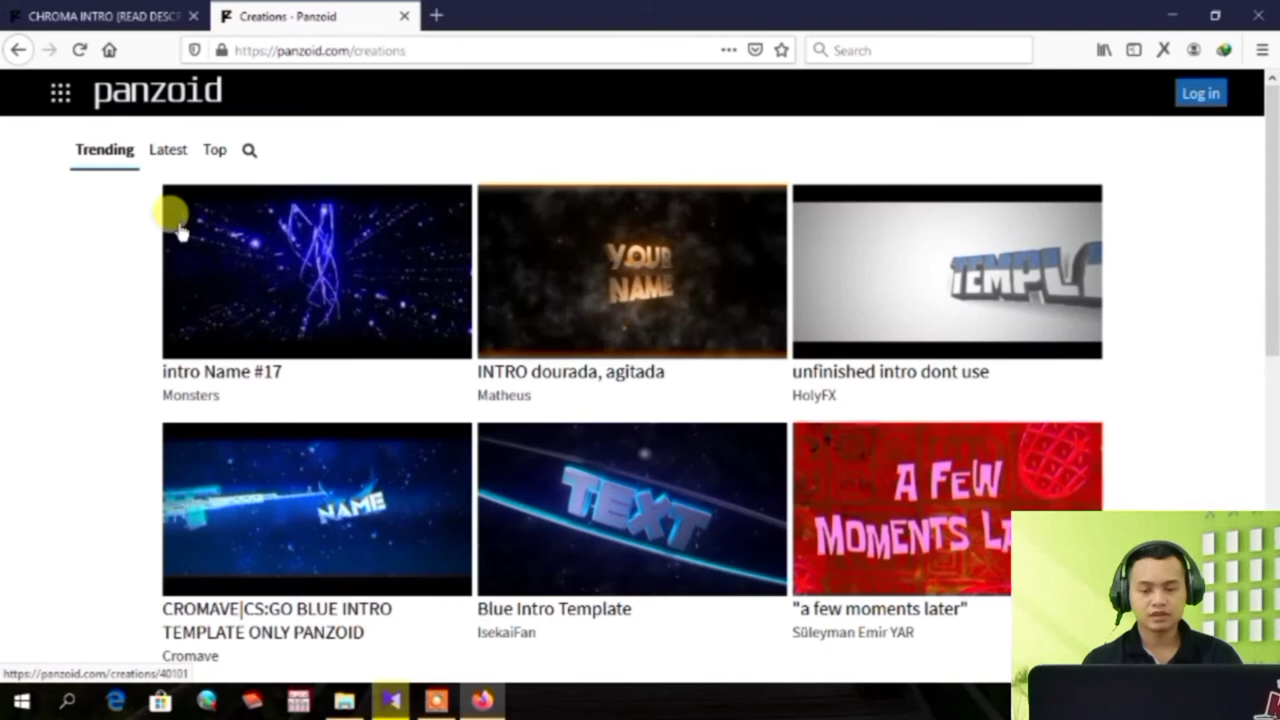 CHROMA INTRO (READ DESCR
Creations - Panzoid
https://panzoid.com/creations
Search
panzoid
Log in
Trending
Latest
Top
YOUR
NAME
TEMPL
intro Name #17
INTRO dourada, agitada
unfinished intro dont use
Monsters
Matheus
HolyFX
NAME
TEXT
A FEW
MOMENTS LA
CROMAVE|CS:GO BLUE INTRO
TEMPLATE ONLY PANZOID
Blue Intro Template
"a few moments later"
Cromave
IsekaiFan
Süleyman Emir YAR
https://panzoid.com/creations/40101